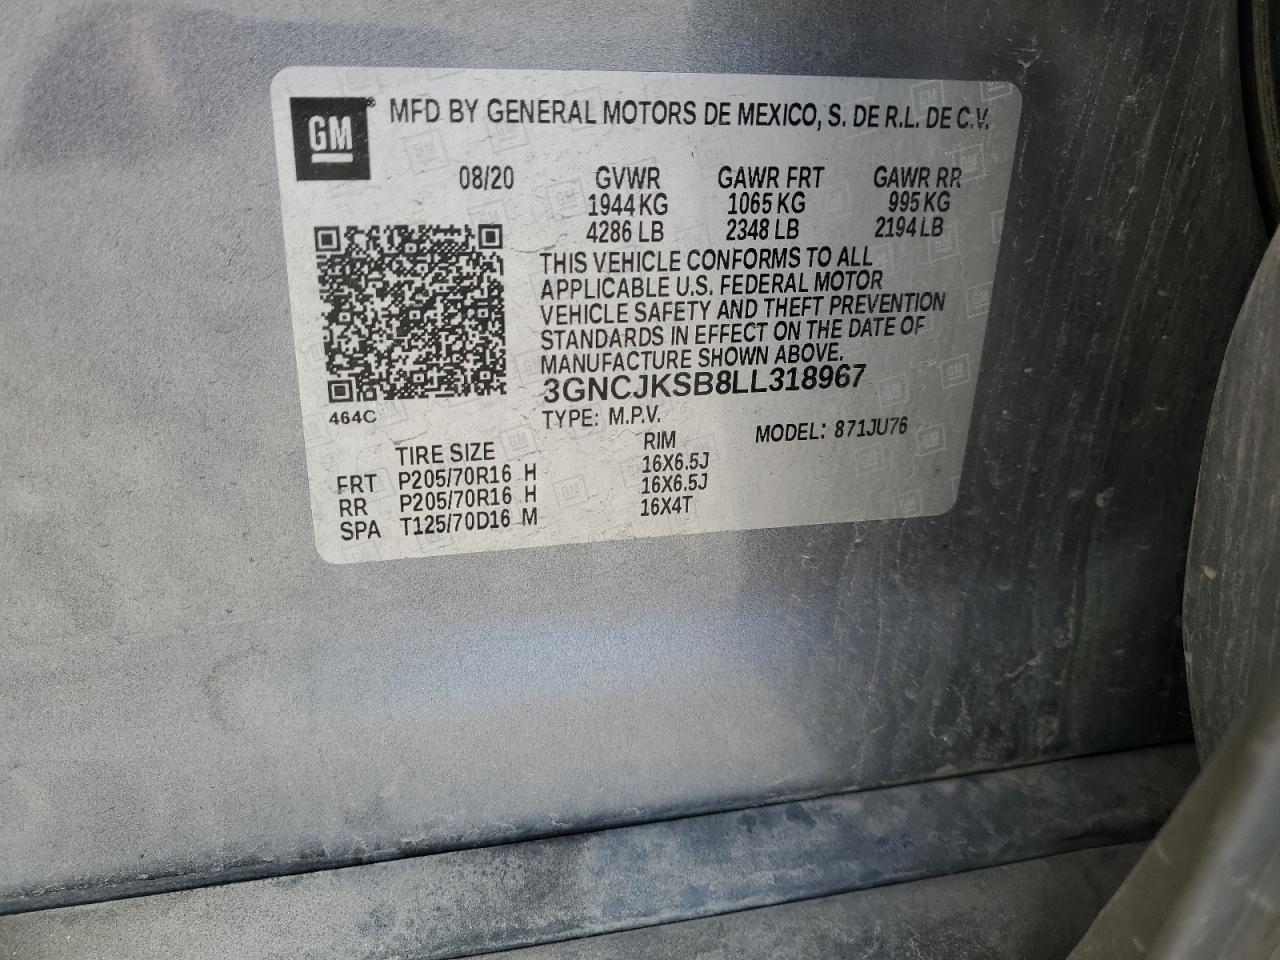 GM® MFD BY GENERAL MOTORS DE MEXICO, S. DE R.L. DE C.V.
08/20 GVWR GAWR FRT GAWR RR
1944 KG 1065 KG 995 KG
4286 LB 2348 LB 2194 LB
THIS VEHICLE CONFORMS TO ALL
APPLICABLE U.S. FEDERAL MOTOR
VEHICLE SAFETY AND THEFT PREVENTION
STANDARDS IN EFFECT ON THE DATE OF
MANUFACTURE SHOWN ABOVE.
3GNCJKSB8LL318967
464C
TYPE: M.P.V. MODEL: 871JU76
TIRE SIZE RIM
FRT P205/70R16 H 16X6.5J
RR P205/70R16 H 16X6.5J
SPA T125/70D16 M 16X4T